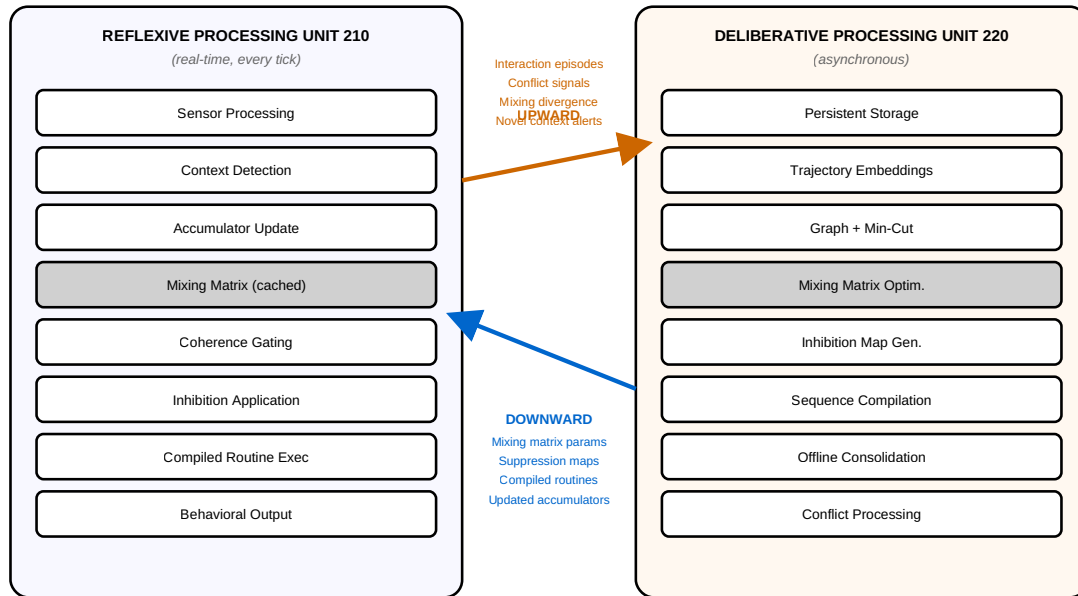 REFLEXIVE PROCESSING UNIT 210
(real-time, every tick)
Sensor Processing
Context Detection
Accumulator Update
Mixing Matrix (cached)
Coherence Gating
Inhibition Application
Compiled Routine Exec
Behavioral Output
Interaction episodes
Conflict signals
Mixing divergence
UPWARD
Novel context alerts
DOWNWARD
Mixing matrix params
Suppression maps
Compiled routines
Updated accumulators
DELIBERATIVE PROCESSING UNIT 220
(asynchronous)
Persistent Storage
Trajectory Embeddings
Graph + Min-Cut
Mixing Matrix Optim.
Inhibition Map Gen.
Sequence Compilation
Offline Consolidation
Conflict Processing